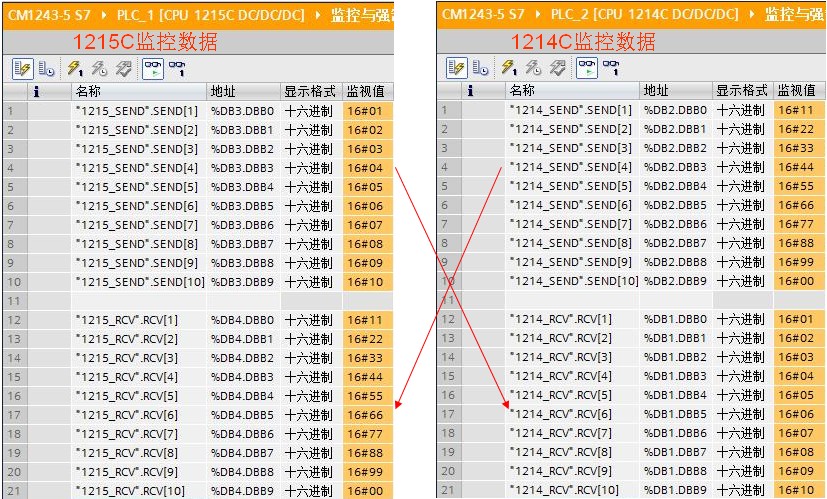 CM1243-5 S7 ▸ PLC_1 [CPU 1215C DC/DC/DC] ▸ 监控与强
1215C监控数据
i 名称 地址 显示格式 监视值
1 "1215_SEND".SEND[1] %DB3.DBB0 十六进制 16#01
2 "1215_SEND".SEND[2] %DB3.DBB1 十六进制 16#02
3 "1215_SEND".SEND[3] %DB3.DBB2 十六进制 16#03
4 "1215_SEND".SEND[4] %DB3.DBB3 十六进制 16#04
5 "1215_SEND".SEND[5] %DB3.DBB4 十六进制 16#05
6 "1215_SEND".SEND[6] %DB3.DBB5 十六进制 16#06
7 "1215_SEND".SEND[7] %DB3.DBB6 十六进制 16#07
8 "1215_SEND".SEND[8] %DB3.DBB7 十六进制 16#08
9 "1215_SEND".SEND[9] %DB3.DBB8 十六进制 16#09
10 "1215_SEND".SEND[10] %DB3.DBB9 十六进制 16#10
11
12 "1215_RCV".RCV[1] %DB4.DBB0 十六进制 16#11
13 "1215_RCV".RCV[2] %DB4.DBB1 十六进制 16#22
14 "1215_RCV".RCV[3] %DB4.DBB2 十六进制 16#33
15 "1215_RCV".RCV[4] %DB4.DBB3 十六进制 16#44
16 "1215_RCV".RCV[5] %DB4.DBB4 十六进制 16#55
17 "1215_RCV".RCV[6] %DB4.DBB5 十六进制 16#66
18 "1215_RCV".RCV[7] %DB4.DBB6 十六进制 16#77
19 "1215_RCV".RCV[8] %DB4.DBB7 十六进制 16#88
20 "1215_RCV".RCV[9] %DB4.DBB8 十六进制 16#99
21 "1215_RCV".RCV[10] %DB4.DBB9 十六进制 16#00
CM1243-5 S7 ▸ PLC_2 [CPU 1214C DC/DC/DC] ▸ 监控与强
1214C监控数据
i 名称 地址 显示格式 监视值
1 "1214_SEND".SEND[1] %DB2.DBB0 十六进制 16#11
2 "1214_SEND".SEND[2] %DB2.DBB1 十六进制 16#22
3 "1214_SEND".SEND[3] %DB2.DBB2 十六进制 16#33
4 "1214_SEND".SEND[4] %DB2.DBB3 十六进制 16#44
5 "1214_SEND".SEND[5] %DB2.DBB4 十六进制 16#55
6 "1214_SEND".SEND[6] %DB2.DBB5 十六进制 16#66
7 "1214_SEND".SEND[7] %DB2.DBB6 十六进制 16#77
8 "1214_SEND".SEND[8] %DB2.DBB7 十六进制 16#88
9 "1214_SEND".SEND[9] %DB2.DBB8 十六进制 16#99
10 "1214_SEND".SEND[10] %DB2.DBB9 十六进制 16#00
11
12 "1214_RCV".RCV[1] %DB1.DBB0 十六进制 16#01
13 "1214_RCV".RCV[2] %DB1.DBB1 十六进制 16#02
14 "1214_RCV".RCV[3] %DB1.DBB2 十六进制 16#03
15 "1214_RCV".RCV[4] %DB1.DBB3 十六进制 16#04
16 "1214_RCV".RCV[5] %DB1.DBB4 十六进制 16#05
17 "1214_RCV".RCV[6] %DB1.DBB5 十六进制 16#06
18 "1214_RCV".RCV[7] %DB1.DBB6 十六进制 16#07
19 "1214_RCV".RCV[8] %DB1.DBB7 十六进制 16#08
20 "1214_RCV".RCV[9] %DB1.DBB8 十六进制 16#09
21 "1214_RCV".RCV[10] %DB1.DBB9 十六进制 16#10